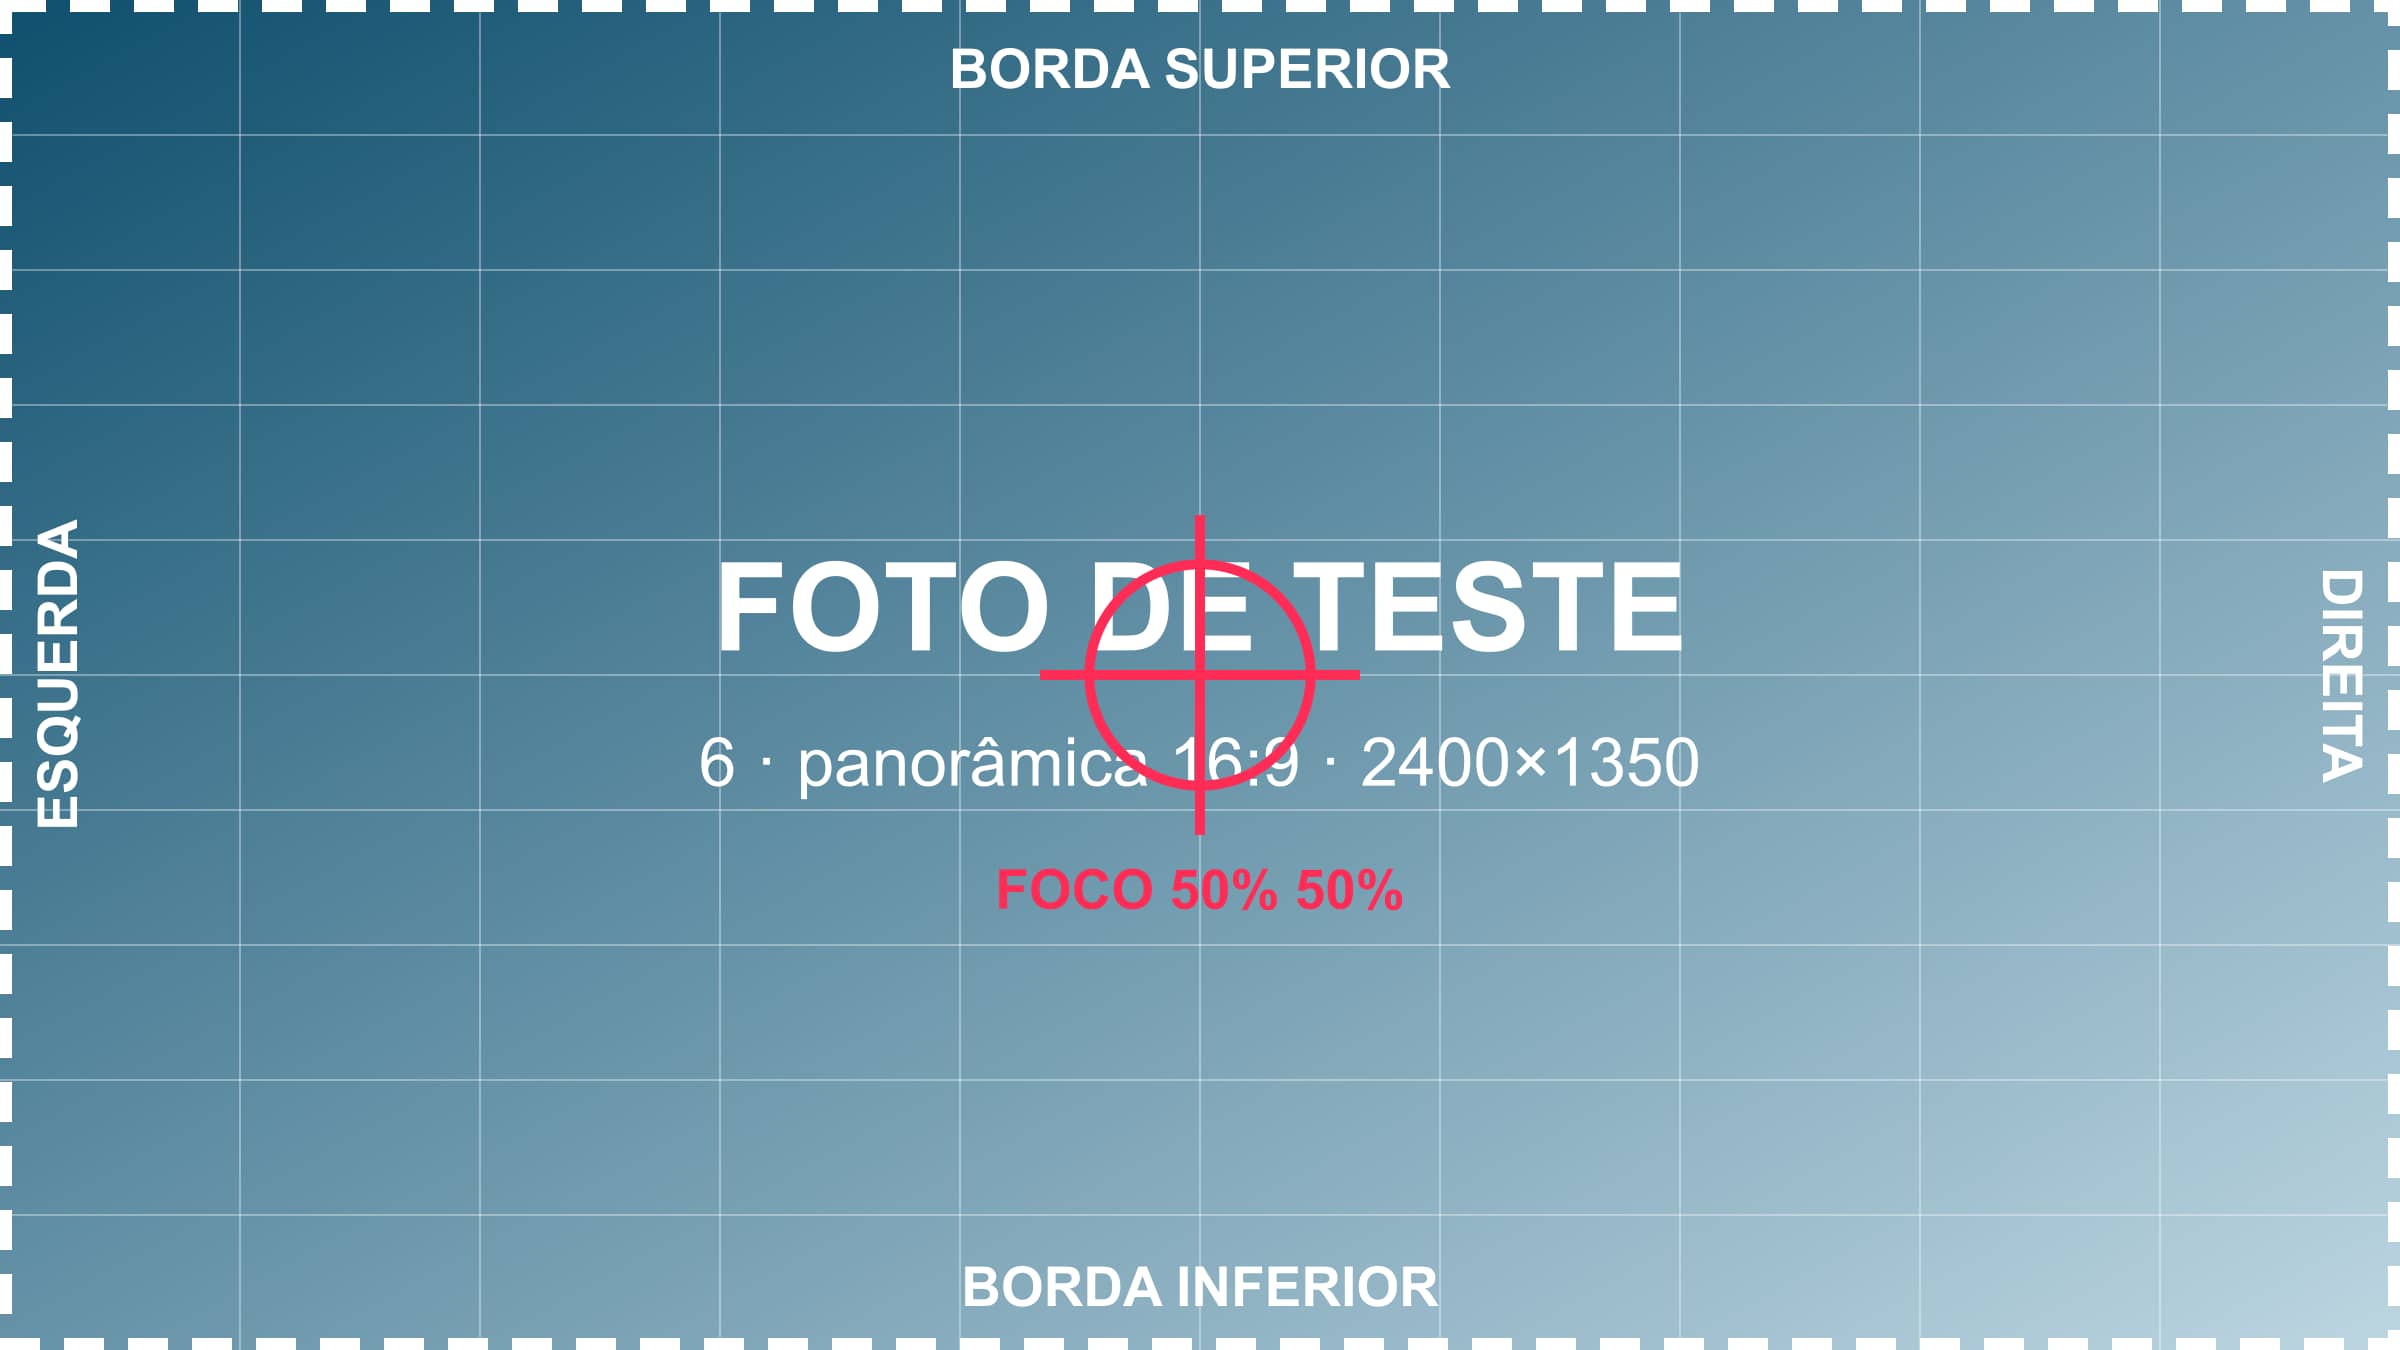 BORDA SUPERIOR
ESQUERDA
FOTO DE TESTE
6 · panorâmica 16:9 · 2400×1350
FOCO 50% 50%
DIREITA
BORDA INFERIOR